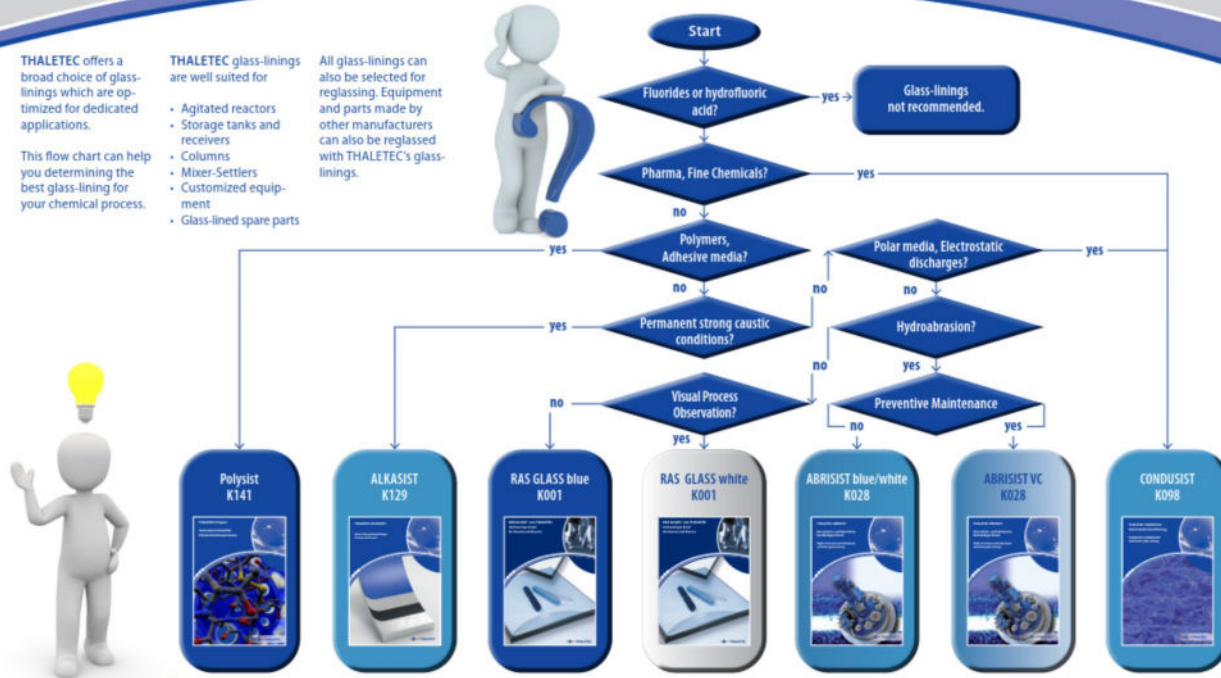 THALETEC offers a
broad choice of glass-
linings which are op-
timized for dedicated
applications.
This flow chart can help
you determining the
best glass-lining for
your chemical process.
THALETEC glass-linings
are well suited for
• Agitated reactors
• Storage tanks and
receivers
• Columns
• Mixer-Settlers
• Customized equip-
ment
• Glass-lined spare parts
All glass-linings can
also be selected for
reglassing. Equipment
and parts made by
other manufacturers
can also be reglassed
with THALETEC's glass-
linings.
Start
Fluorides or hydrofluoric
acid?
yes
Glass-linings
not recommended.
Pharma, Fine Chemicals?
yes
no
Polymers,
Adhesive media?
yes
no
Polar media, Electrostatic
discharges?
yes
no
Permanent strong caustic
conditions?
yes
no
Hydroabrasion?
no
yes
Visual Process
Observation?
no
yes
Preventive Maintenance
no
yes
Polysist
K141
ALKASIST
K129
RAS GLASS blue
K001
RAS GLASS white
K001
ABRISIST blue/white
K028
ABRISIST VC
K028
CONDUSIST
K098